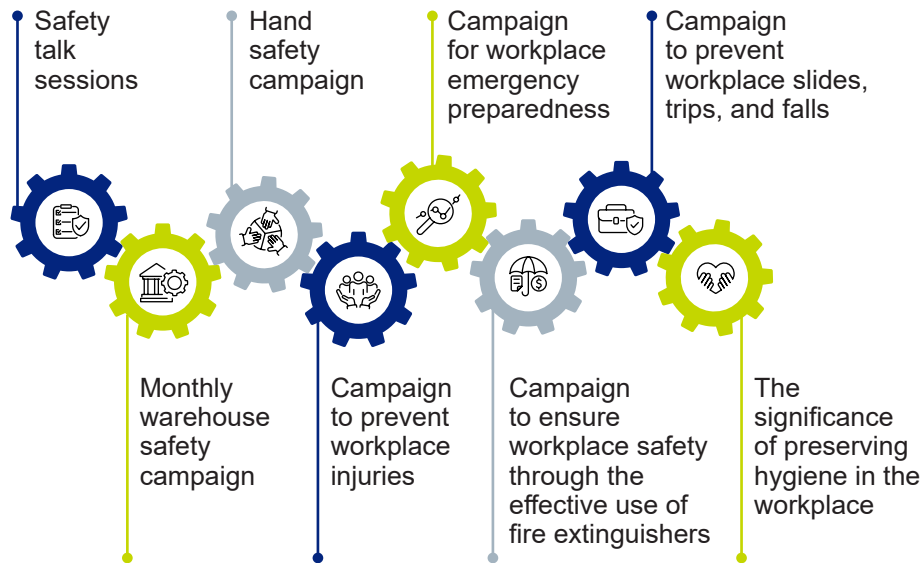 Safety
talk
sessions
Hand
safety
campaign
Campaign
for workplace
emergency
preparedness
Campaign
to prevent
workplace slides,
trips, and falls
Monthly
warehouse
safety
campaign
Campaign
to prevent
workplace
injuries
Campaign
to ensure
workplace safety
through the
effective use of
fire extinguishers
The
significance
of preserving
hygiene in the
workplace